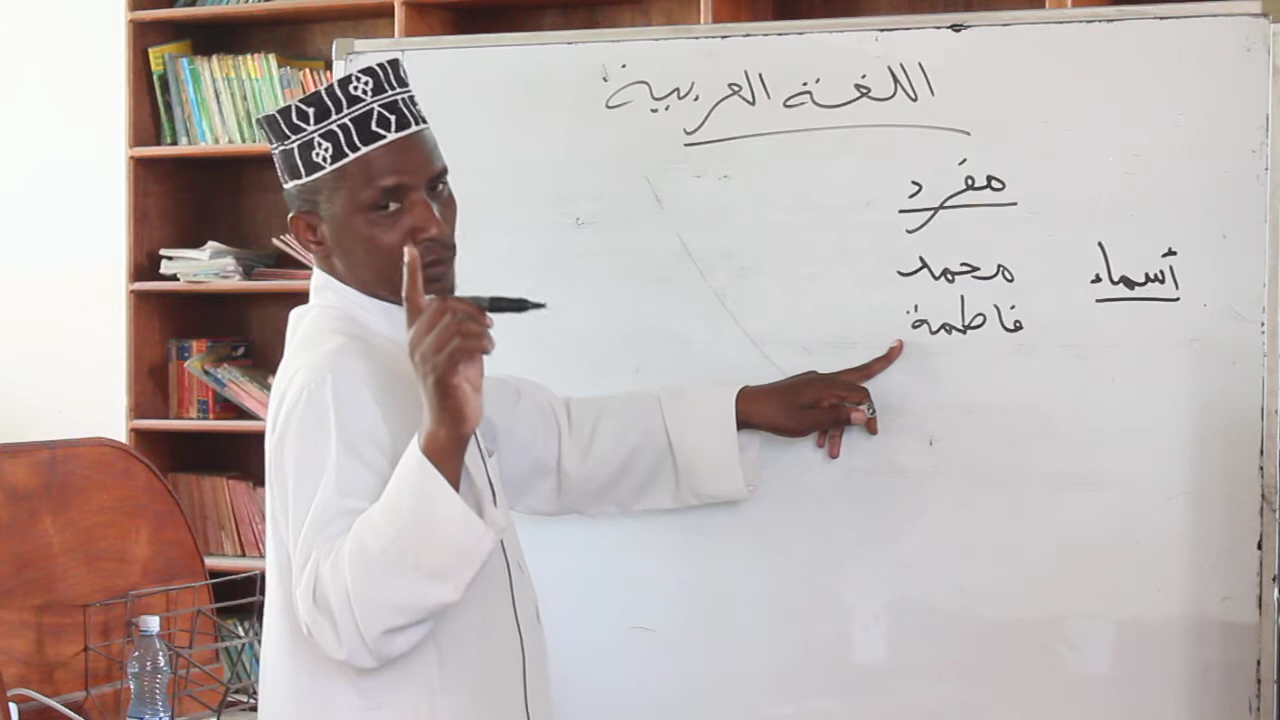 اللغة العربية
مفرد
أسماء
محمد
فاطمة